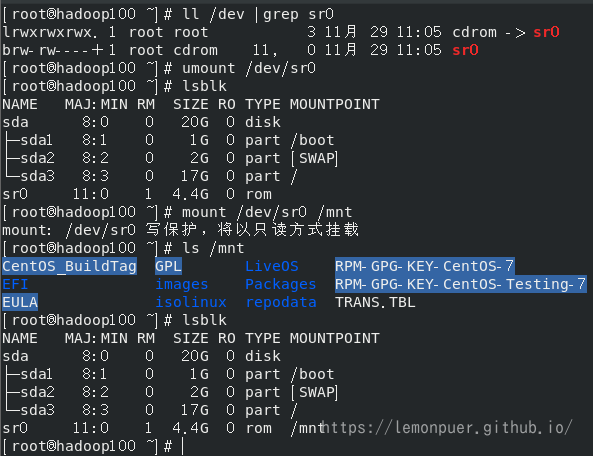 [root@hadoop100 ~]# ll /dev |grep sr0
lrwxrwxrwx. 1 root root 3 11月 29 11:05 cdrom -> sr0
brw-rw----+ 1 root cdrom 11, 0 11月 29 11:05 sr0
[root@hadoop100 ~]# umount /dev/sr0
[root@hadoop100 ~]# lsblk
NAME MAJ:MIN RM SIZE RO TYPE MOUNTPOINT
sda 8:0 0 20G 0 disk
├─sda1 8:1 0 1G 0 part /boot
├─sda2 8:2 0 2G 0 part [SWAP]
└─sda3 8:3 0 17G 0 part /
sr0 11:0 1 4.4G 0 rom
[root@hadoop100 ~]# mount /dev/sr0 /mnt
mount: /dev/sr0 写保护，将以只读方式挂载
[root@hadoop100 ~]# ls /mnt
CentOS_BuildTag GPL LiveOS RPM-GPG-KEY-CentOS-7
EFI images Packages RPM-GPG-KEY-CentOS-Testing-7
EULA isolinux repodata TRANS.TBL
[root@hadoop100 ~]# lsblk
NAME MAJ:MIN RM SIZE RO TYPE MOUNTPOINT
sda 8:0 0 20G 0 disk
├─sda1 8:1 0 1G 0 part /boot
├─sda2 8:2 0 2G 0 part [SWAP]
└─sda3 8:3 0 17G 0 part /
sr0 11:0 1 4.4G 0 rom /mnt
https://lemonpuer.github.io/
[root@hadoop100 ~]#